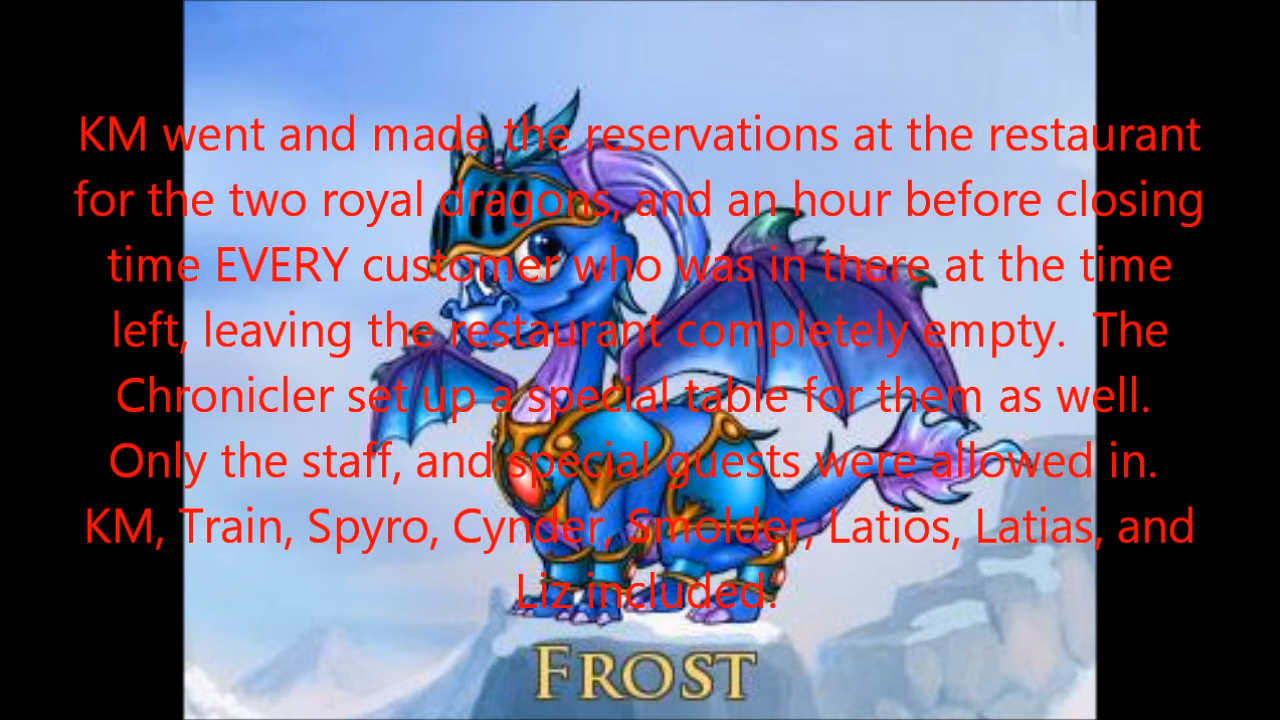 KM went and made the reservations at the restaurant
for the two royal dragons, and an hour before closing
time EVERY customer who was in there at the time
left, leaving the restaurant completely empty.  The
Chronicler set up a special table for them as well.
Only the staff, and special guests were allowed in.
KM, Train, Spyro, Cynder, Smolder, Latios, Latias, and
Liz included.
FROST